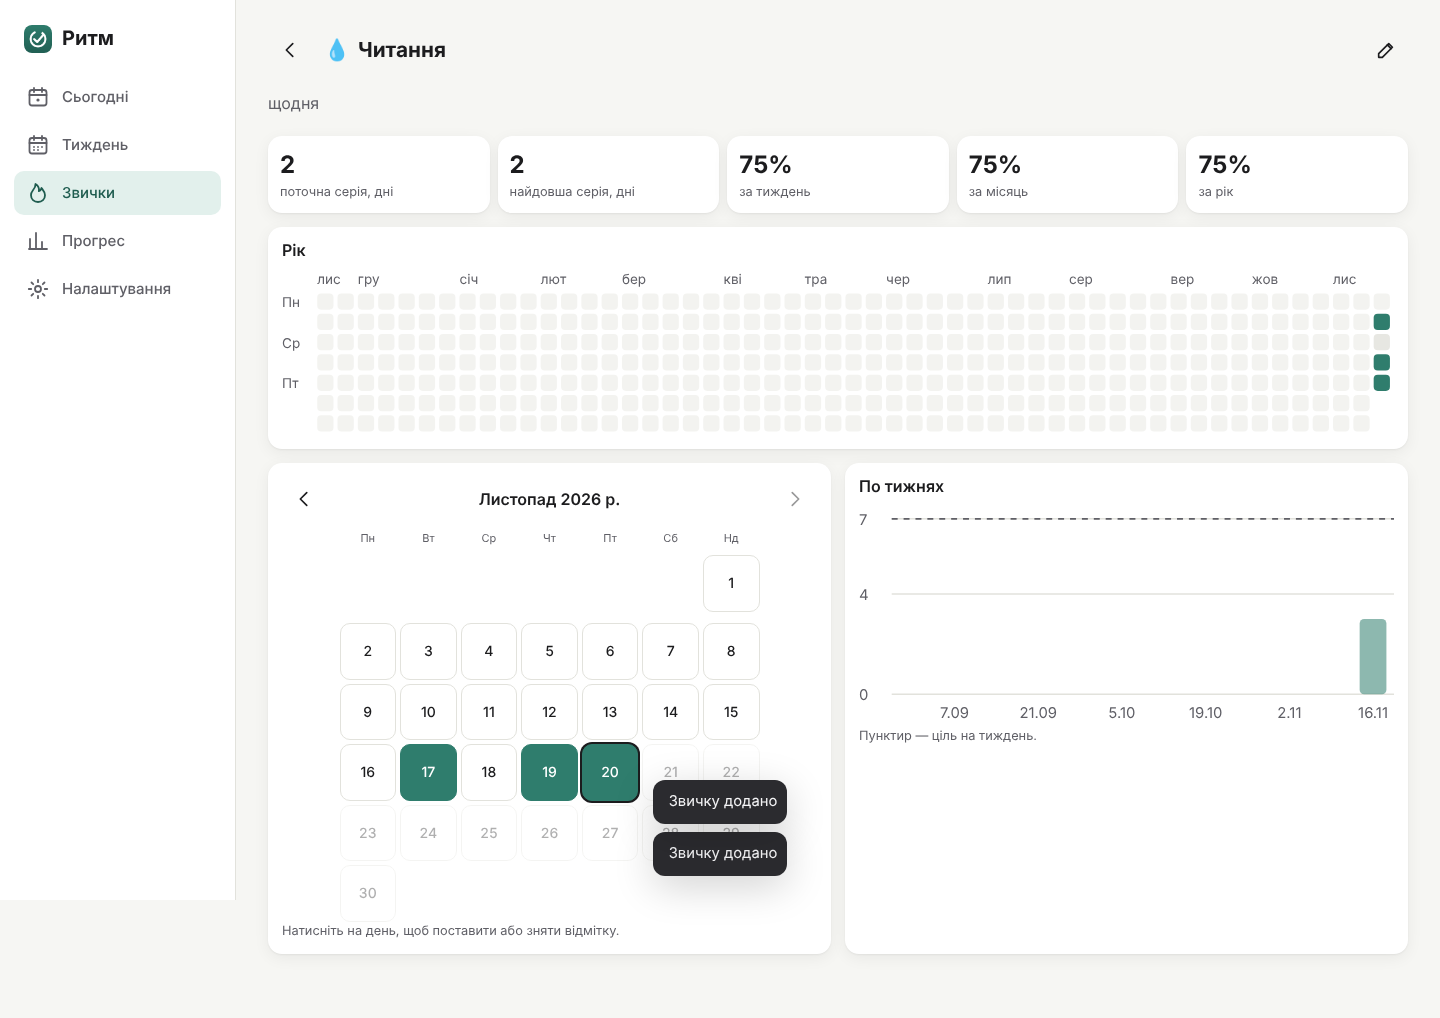 Ритм
Сьогодні
Тиждень
Звички
Прогрес
Налаштування
Читання
щодня
2
поточна серія, дні
2
найдовша серія, дні
75%
за тиждень
75%
за місяць
75%
за рік
Рік
лис гру січ лют бер кві тра чер лип сер вер жов лис
Пн
Ср
Пт
Листопад 2026 р.
Пн Вт Ср Чт Пт Сб Нд
1
2 3 4 5 6 7 8
9 10 11 12 13 14 15
16 17 18 19 20 21 22
23 24 25 26 27 28 29
30
Звичку додано
Звичку додано
Натисніть на день, щоб поставити або зняти відмітку.
По тижнях
7
4
0
7.09 21.09 5.10 19.10 2.11 16.11
Пунктир — ціль на тиждень.